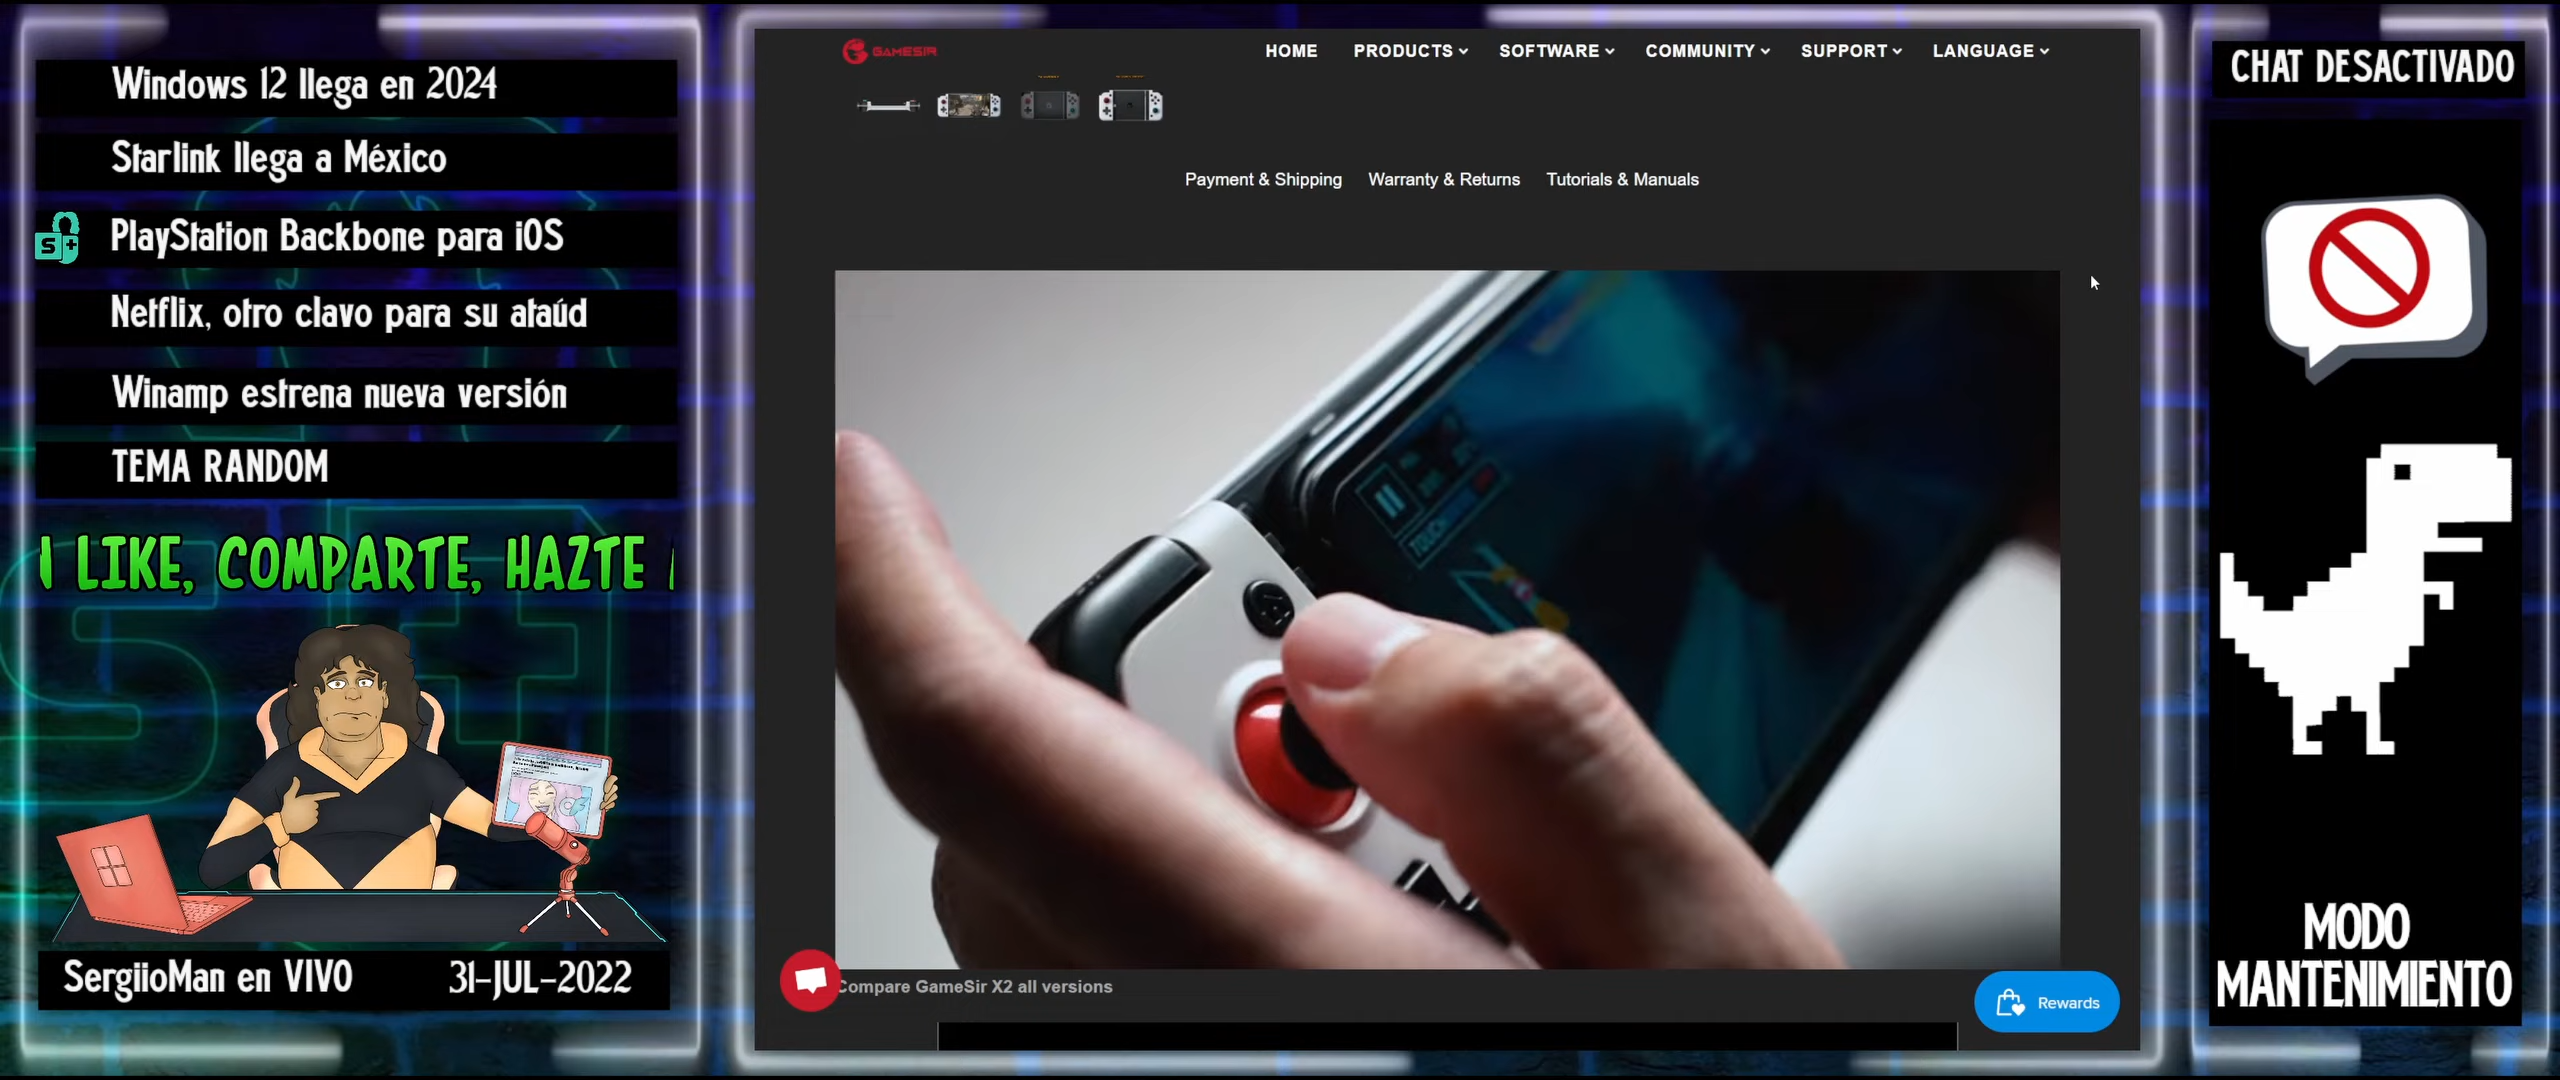 Windows 12 llega en 2024
Starlink llega a México
S+
PlayStation Backbone para iOS
Netflix, otro clavo para su ataúd
Winamp estrena nueva versión
TEMA RANDOM
LIKE, COMPARTE, HAZTE
SergiioMan en VIVO
31-JUL-2022
GAMESIR
HOME PRODUCTS SOFTWARE COMMUNITY SUPPORT LANGUAGE
Payment & Shipping Warranty & Returns Tutorials & Manuals
TOUCH
Compare GameSir X2 all versions
Rewards
CHAT DESACTIVADO
MODO
MANTENIMIENTO